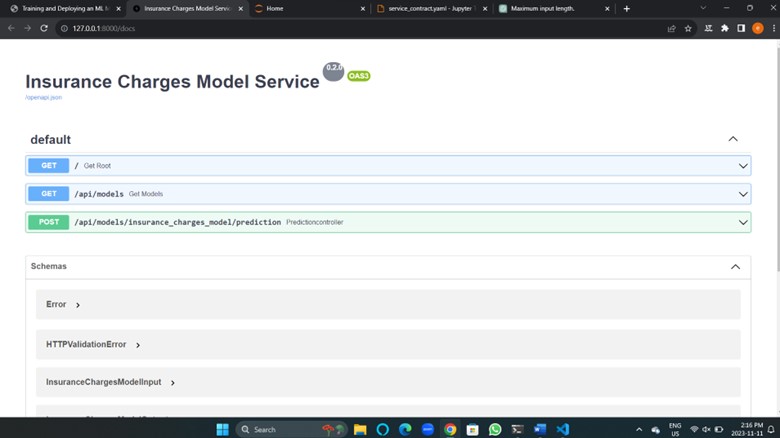 Training and Deploying an ML M
Insurance Charges Model Servic
Home
service_contract.yaml - Jupyter T
Maximum input length.
127.0.0.1:8000/docs
Insurance Charges Model Service 0.2.0 OAS3
/openapi.json
default
GET / Get Root
GET /api/models Get Models
POST /api/models/insurance_charges_model/prediction Predictioncontroller
Schemas
Error
HTTPValidationError
InsuranceChargesModelInput
Search
ENG
US
2:16 PM
2023-11-11